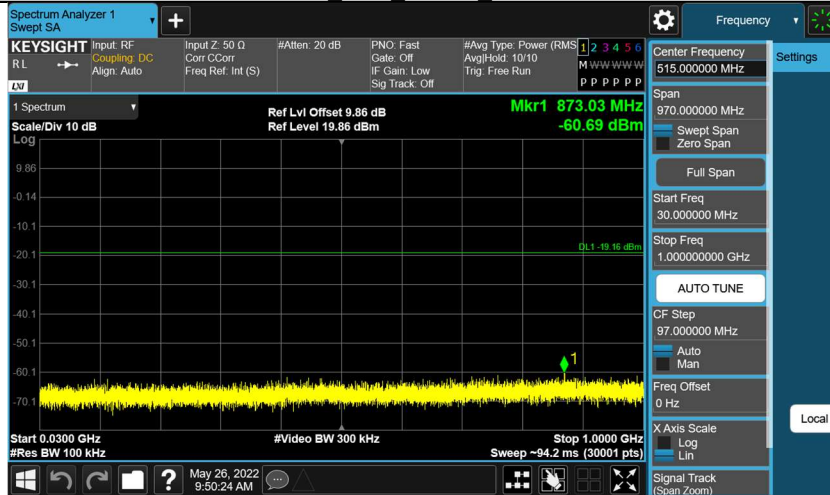 Spectrum Analyzer 1
Swept SA
Frequency
KEYSIGHT
RL
LXI
Input: RF
Coupling: DC
Align: Auto
Input Z: 50 Ω
Corr CCorr
Freq Ref: Int (S)
#Atten: 20 dB
PNO: Fast
Gate: Off
IF Gain: Low
Sig Track: Off
#Avg Type: Power (RMS
Avg|Hold: 10/10
Trig: Free Run
1 2 3 4 5 6
M W W W W W
P P P P P P
1 Spectrum
Scale/Div 10 dB
Log
Ref Lvl Offset 9.86 dB
Ref Level 19.86 dBm
Mkr1 873.03 MHz
-60.69 dBm
9.86
-0.14
-10.1
-20.1
-30.1
-40.1
-50.1
-60.1
-70.1
DL1 -19.16 dBm
1
Start 0.0300 GHz
#Res BW 100 kHz
#Video BW 300 kHz
Stop 1.0000 GHz
Sweep ~94.2 ms (30001 pts)
May 26, 2022
9:50:24 AM
?
Center Frequency
515.000000 MHz
Settings
Span
970.000000 MHz
Swept Span
Zero Span
Full Span
Start Freq
30.000000 MHz
Stop Freq
1.000000000 GHz
AUTO TUNE
CF Step
97.000000 MHz
Auto
Man
Freq Offset
0 Hz
X Axis Scale
Log
Lin
Signal Track
(Span Zoom)
Local